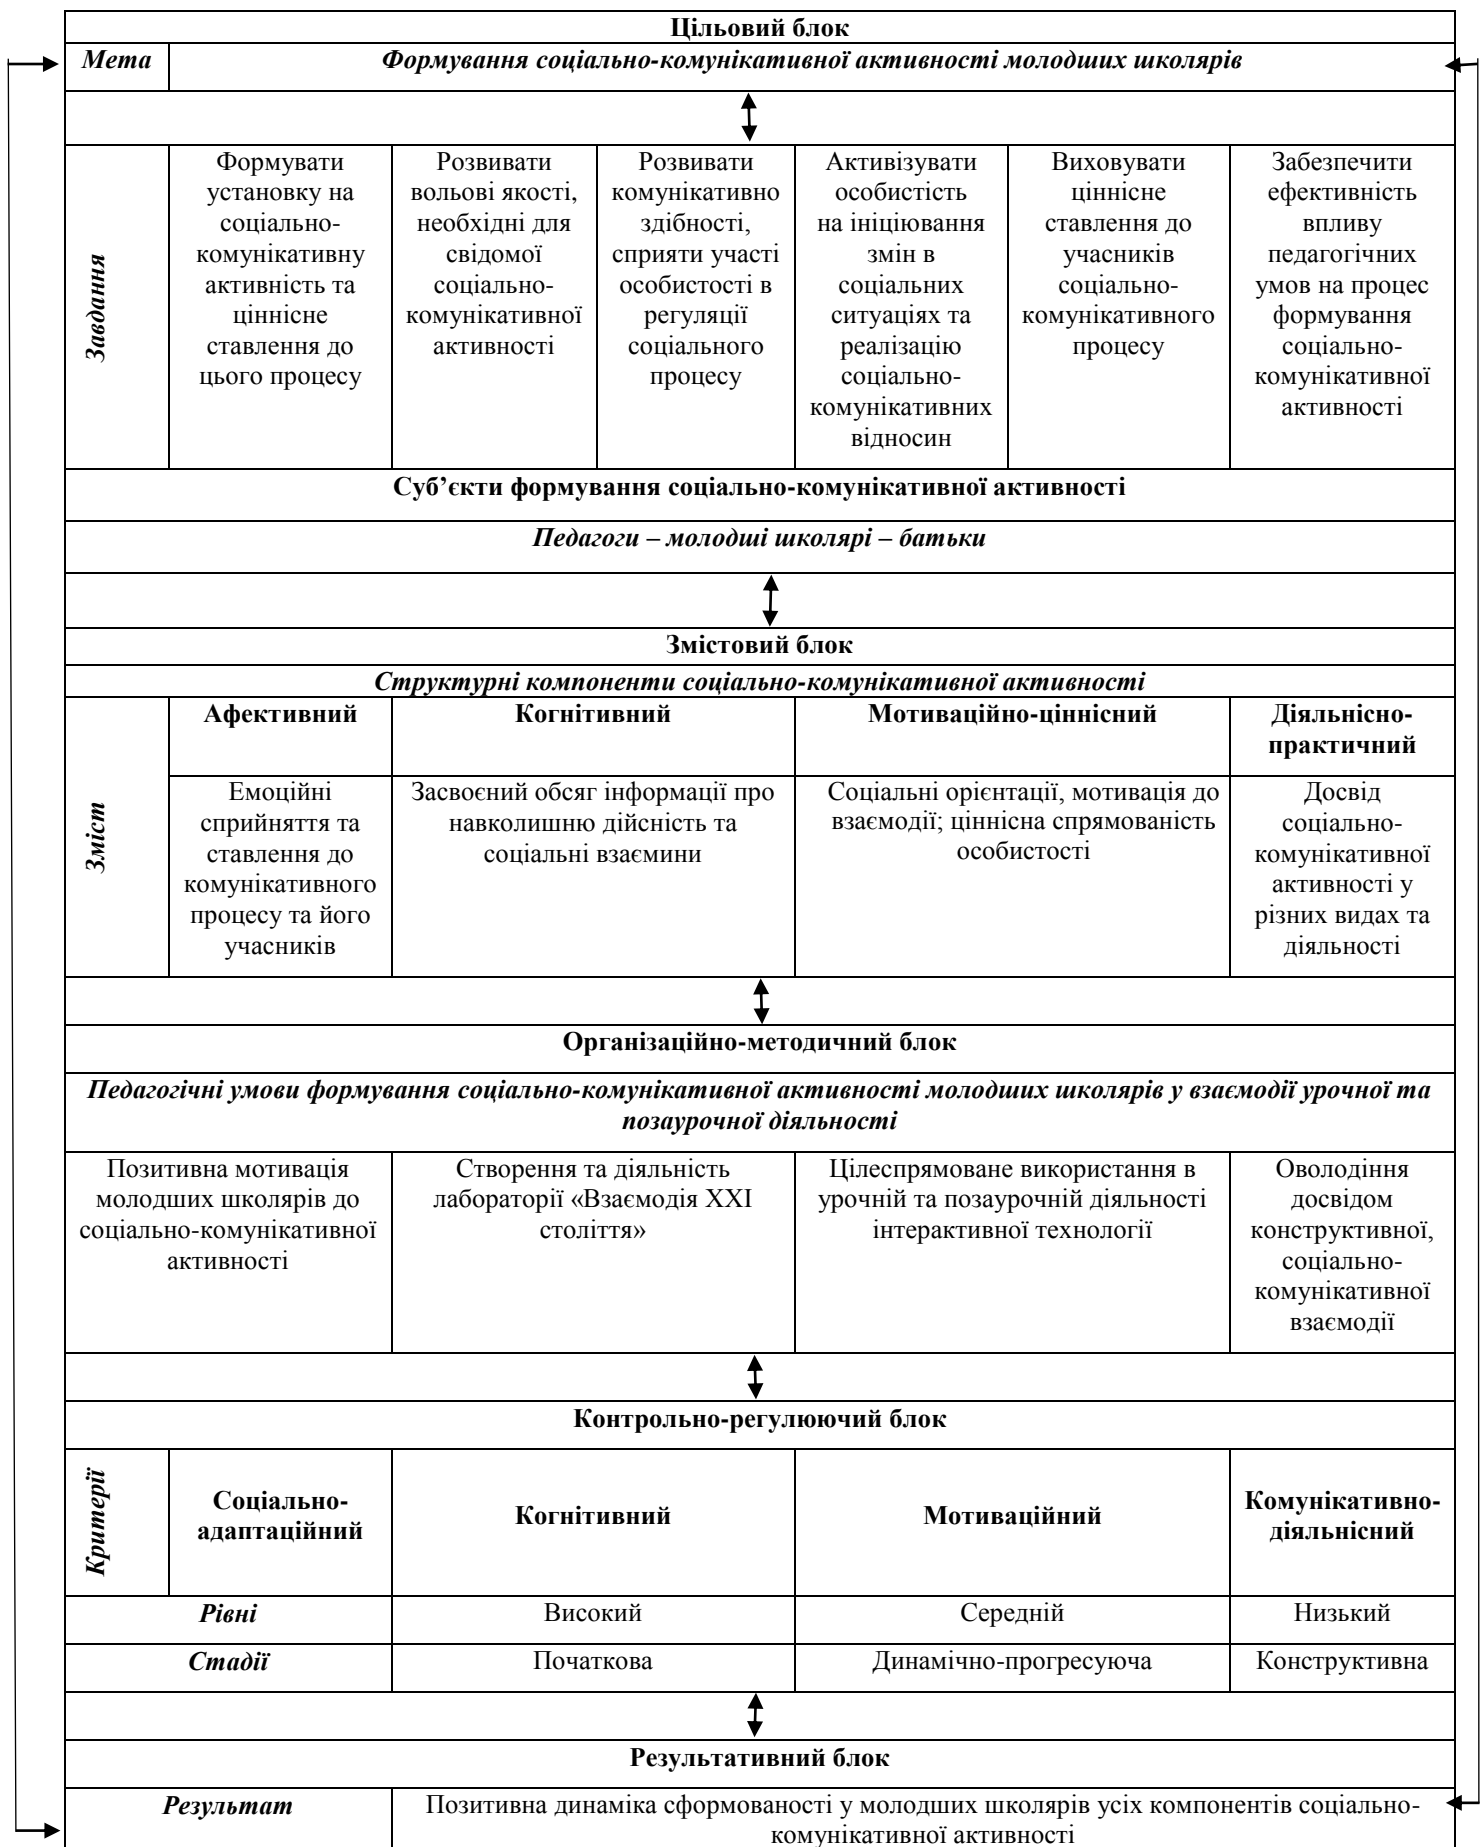 Цільовий блок
Мета
Формування соціально-комунікативної активності молодших школярів
Завдання
Формувати
установку на
соціально-
комунікативну
активність та
ціннісне
ставлення до
цього процесу
Розвивати
вольові якості,
необхідні для
свідомої
соціально-
комунікативної
активності
Розвивати
комунікативно
здібності,
сприяти участі
особистості в
регуляції
соціального
процесу
Активізувати
особистість
на ініціювання
змін в
соціальних
ситуаціях та
реалізацію
соціально-
комунікативних
відносин
Виховувати
ціннісне
ставлення до
учасників
соціально-
комунікативного
процесу
Забезпечити
ефективність
впливу
педагогічних
умов на процес
формування
соціально-
комунікативної
активності
Суб’єкти формування соціально-комунікативної активності
Педагоги – молодші школярі – батьки
Змістовий блок
Структурні компоненти соціально-комунікативної активності
Зміст
Афективний
Когнітивний
Мотиваційно-ціннісний
Діяльнісно-
практичний
Емоційні
сприйняття та
ставлення до
комунікативного
процесу та його
учасників
Засвоєний обсяг інформації про
навколишню дійсність та
соціальні взаємини
Соціальні орієнтації, мотивація до
взаємодії; ціннісна спрямованість
особистості
Досвід
соціально-
комунікативної
активності у
різних видах та
діяльності
Організаційно-методичний блок
Педагогічні умови формування соціально-комунікативної активності молодших школярів у взаємодії урочної та
позаурочної діяльності
Позитивна мотивація
молодших школярів до
соціально-комунікативної
активності
Створення та діяльність
лабораторії «Взаємодія ХХІ
століття»
Цілеспрямоване використання в
урочній та позаурочній діяльності
інтерактивної технології
Оволодіння
досвідом
конструктивної,
соціально-
комунікативної
взаємодії
Контрольно-регулюючий блок
Критерії
Соціально-
адаптаційний
Когнітивний
Мотиваційний
Комунікативно-
діяльнісний
Рівні
Високий
Середній
Низький
Стадії
Початкова
Динамічно-прогресуюча
Конструктивна
Результативний блок
Результат
Позитивна динаміка сформованості у молодших школярів усіх компонентів соціально-
комунікативної активності